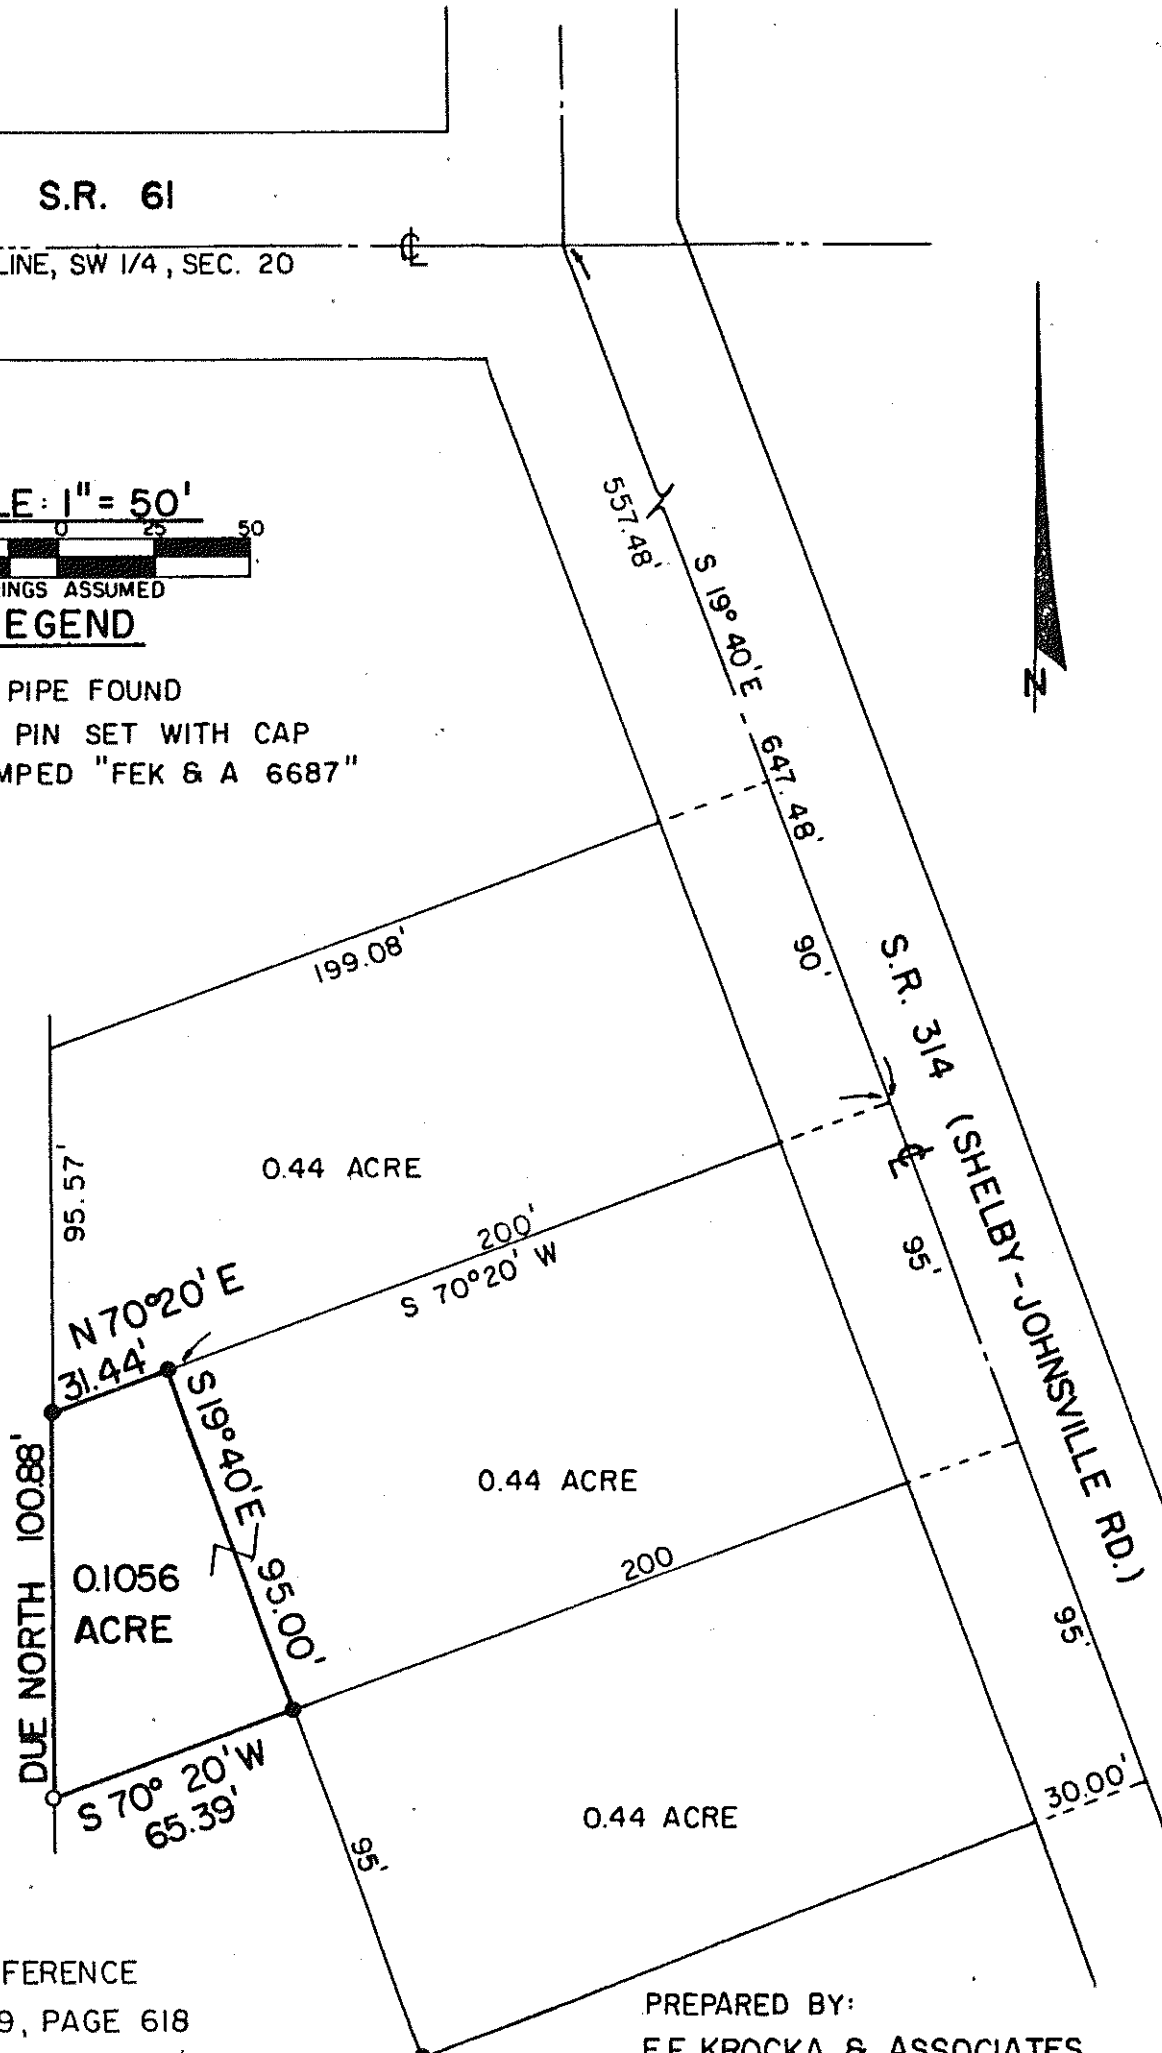 S.R. 61
LINE, SW 1/4, SEC. 20
LE: 1" = 50'
0 25 50
INGS ASSUMED
EGEND
PIPE FOUND
PIN SET WITH CAP
MPED "FEK & A 6687"
557.48'
S 19° 40' E 647.48'
N
90'
S.R. 314 (SHELBY-JOHNSVILLE RD.)
199.08'
95.57'
0.44 ACRE
200'
S 70°20' W
95'
N 70°20' E
31.44'
S 19° 40' E 95.00'
DUE NORTH 100.88'
0.1056
ACRE
0.44 ACRE
200
95'
S 70° 20' W
65.39'
95'
0.44 ACRE
30.00'
FERENCE
9, PAGE 618
PREPARED BY:
F.E. KROCKA & ASSOCIATES